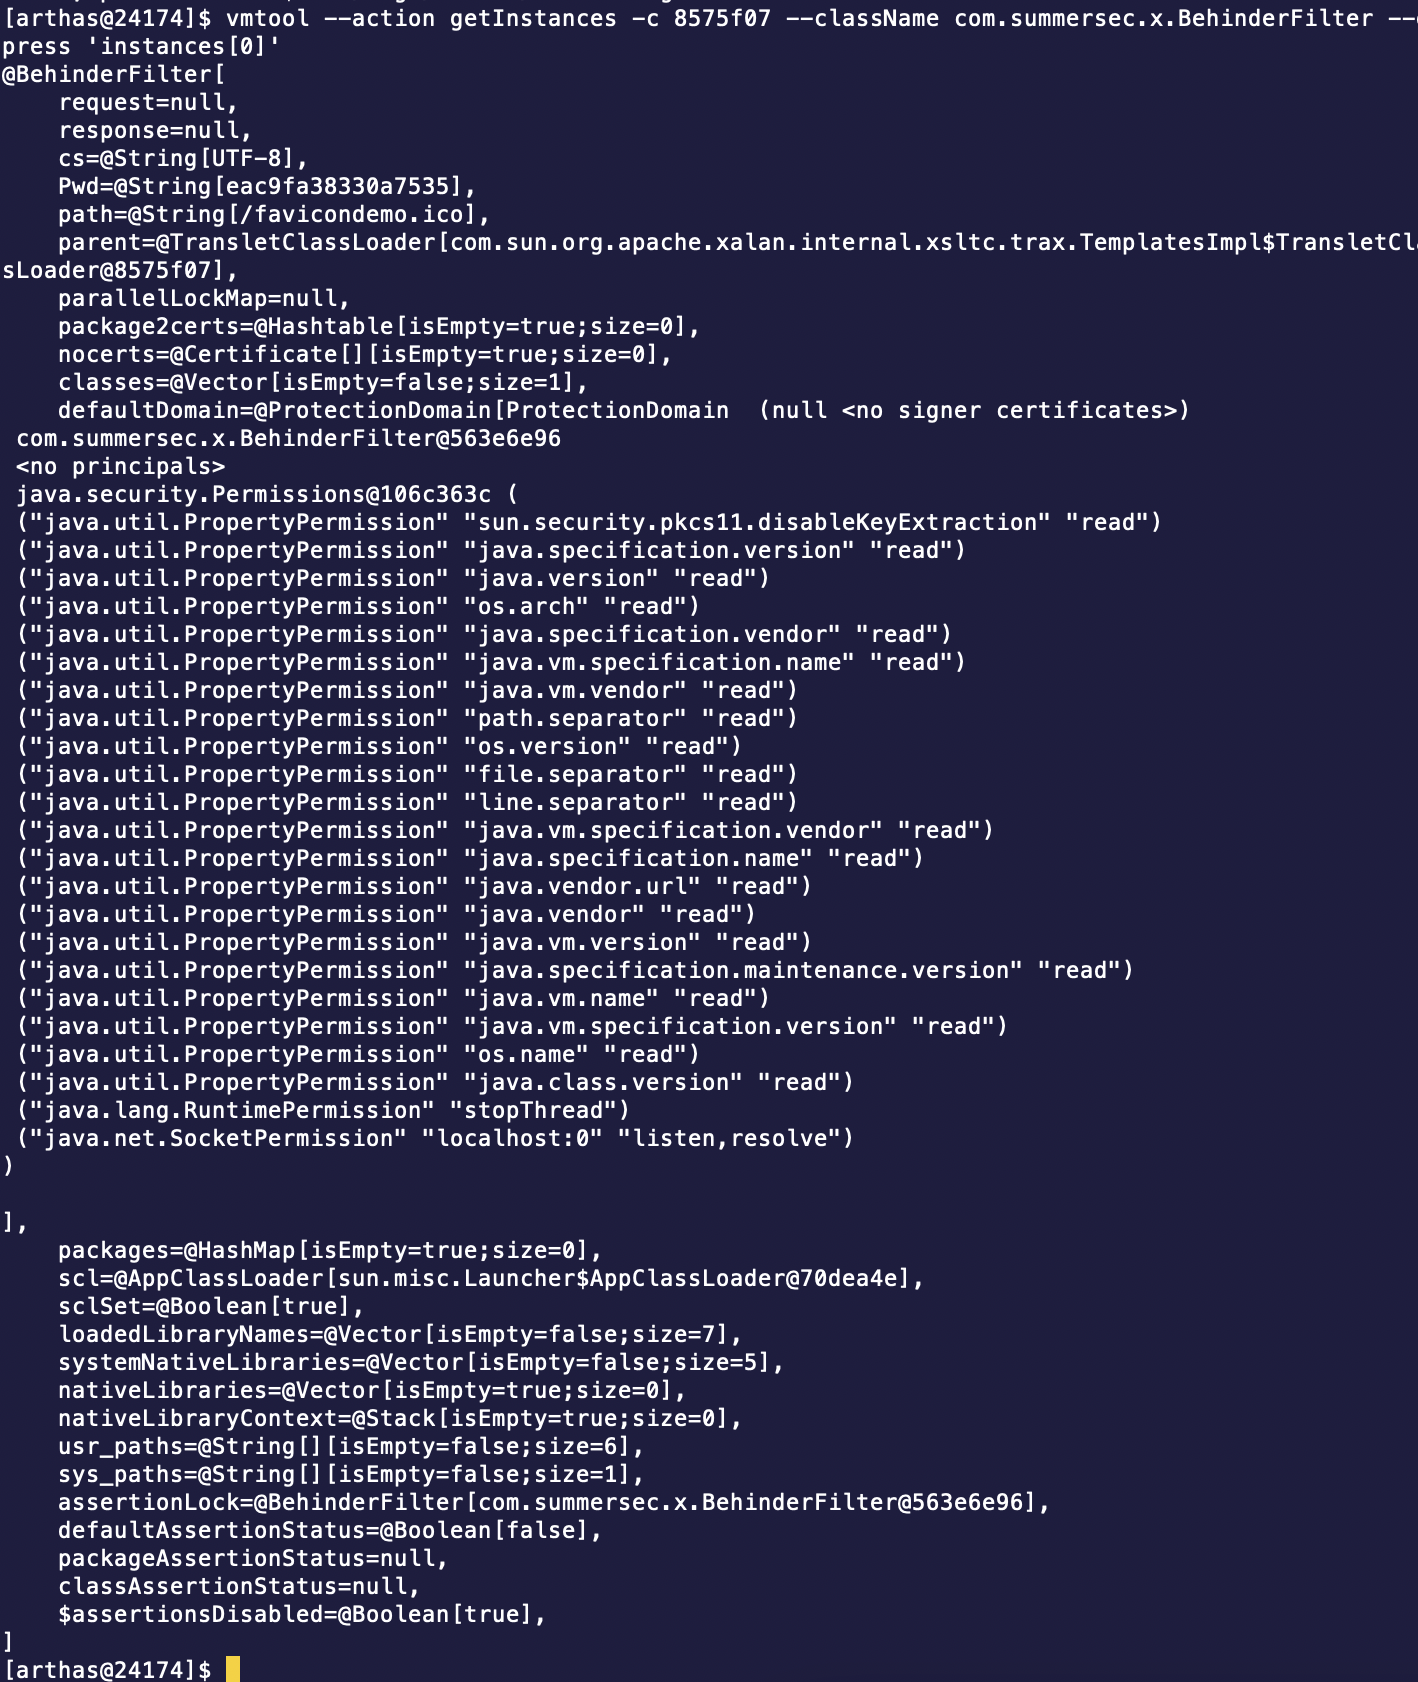 [arthas@24174]$ vmtool --action getInstances -c 8575f07 --className com.summersec.x.BehinderFilter --
press 'instances[0]'
@BehinderFilter[
    request=null,
    response=null,
    cs=@String[UTF-8],
    Pwd=@String[eac9fa38330a7535],
    path=@String[/favicondemo.ico],
    parent=@TransletClassLoader[com.sun.org.apache.xalan.internal.xsltc.trax.TemplatesImpl$TransletCl
sLoader@8575f07],
    parallelLockMap=null,
    package2certs=@Hashtable[isEmpty=true;size=0],
    nocerts=@Certificate[][isEmpty=true;size=0],
    classes=@Vector[isEmpty=false;size=1],
    defaultDomain=@ProtectionDomain[ProtectionDomain  (null <no signer certificates>)
 com.summersec.x.BehinderFilter@563e6e96
 <no principals>
 java.security.Permissions@106c363c (
 ("java.util.PropertyPermission" "sun.security.pkcs11.disableKeyExtraction" "read")
 ("java.util.PropertyPermission" "java.specification.version" "read")
 ("java.util.PropertyPermission" "java.version" "read")
 ("java.util.PropertyPermission" "os.arch" "read")
 ("java.util.PropertyPermission" "java.specification.vendor" "read")
 ("java.util.PropertyPermission" "java.vm.specification.name" "read")
 ("java.util.PropertyPermission" "java.vm.vendor" "read")
 ("java.util.PropertyPermission" "path.separator" "read")
 ("java.util.PropertyPermission" "os.version" "read")
 ("java.util.PropertyPermission" "file.separator" "read")
 ("java.util.PropertyPermission" "line.separator" "read")
 ("java.util.PropertyPermission" "java.vm.specification.vendor" "read")
 ("java.util.PropertyPermission" "java.specification.name" "read")
 ("java.util.PropertyPermission" "java.vendor.url" "read")
 ("java.util.PropertyPermission" "java.vendor" "read")
 ("java.util.PropertyPermission" "java.vm.version" "read")
 ("java.util.PropertyPermission" "java.specification.maintenance.version" "read")
 ("java.util.PropertyPermission" "java.vm.name" "read")
 ("java.util.PropertyPermission" "java.vm.specification.version" "read")
 ("java.util.PropertyPermission" "os.name" "read")
 ("java.util.PropertyPermission" "java.class.version" "read")
 ("java.lang.RuntimePermission" "stopThread")
 ("java.net.SocketPermission" "localhost:0" "listen,resolve")
)
],
    packages=@HashMap[isEmpty=true;size=0],
    scl=@AppClassLoader[sun.misc.Launcher$AppClassLoader@70dea4e],
    sclSet=@Boolean[true],
    loadedLibraryNames=@Vector[isEmpty=false;size=7],
    systemNativeLibraries=@Vector[isEmpty=false;size=5],
    nativeLibraries=@Vector[isEmpty=true;size=0],
    nativeLibraryContext=@Stack[isEmpty=true;size=0],
    usr_paths=@String[][isEmpty=false;size=6],
    sys_paths=@String[][isEmpty=false;size=1],
    assertionLock=@BehinderFilter[com.summersec.x.BehinderFilter@563e6e96],
    defaultAssertionStatus=@Boolean[false],
    packageAssertionStatus=null,
    classAssertionStatus=null,
    $assertionsDisabled=@Boolean[true],
]
[arthas@24174]$